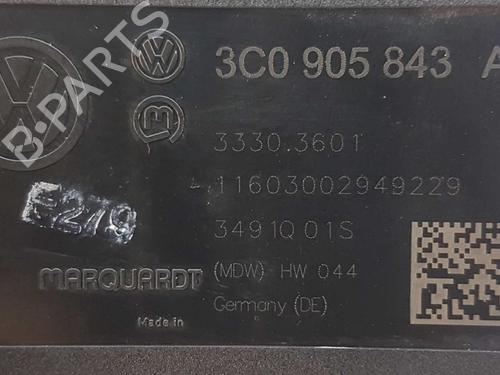 B-PARTS
3C0 905 843 A
3330.3601
11603002949229
3491Q 01S
E279
(MDW) HW 044
MARQUARDT
Made in Germany (DE)